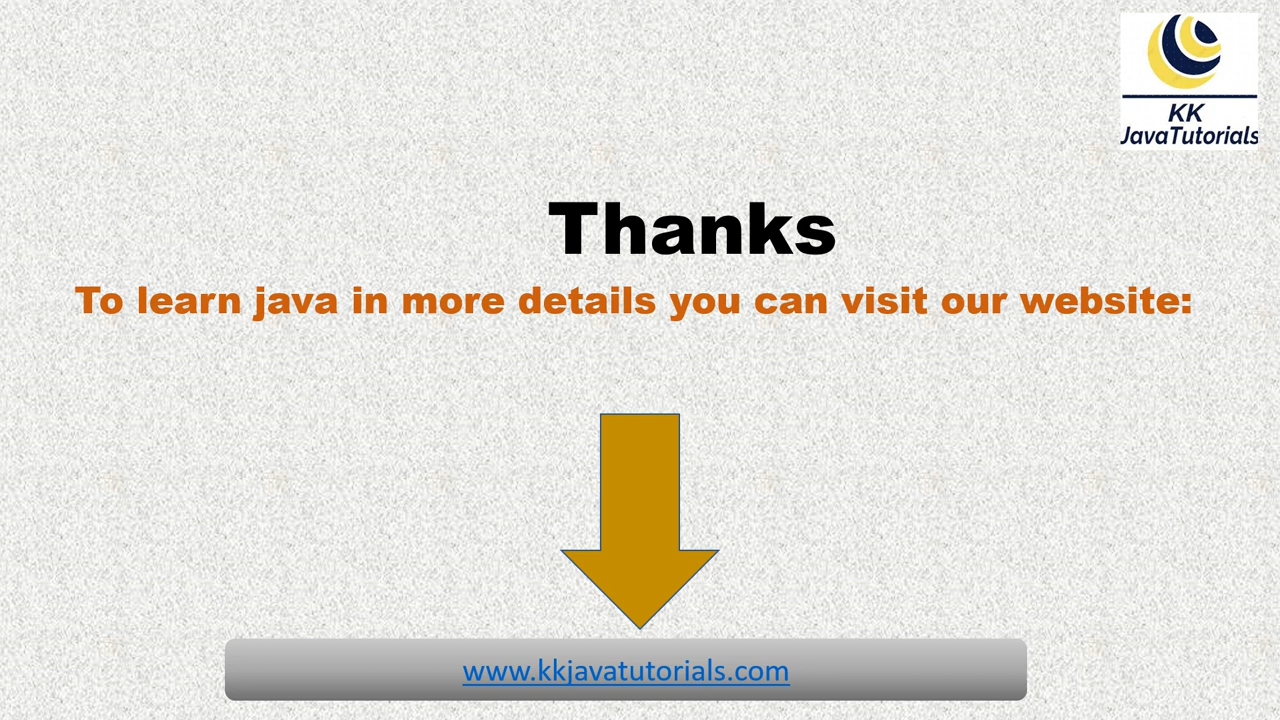 KK
JavaTutorials
Thanks
To learn java in more details you can visit our website:
www.kkjavatutorials.com